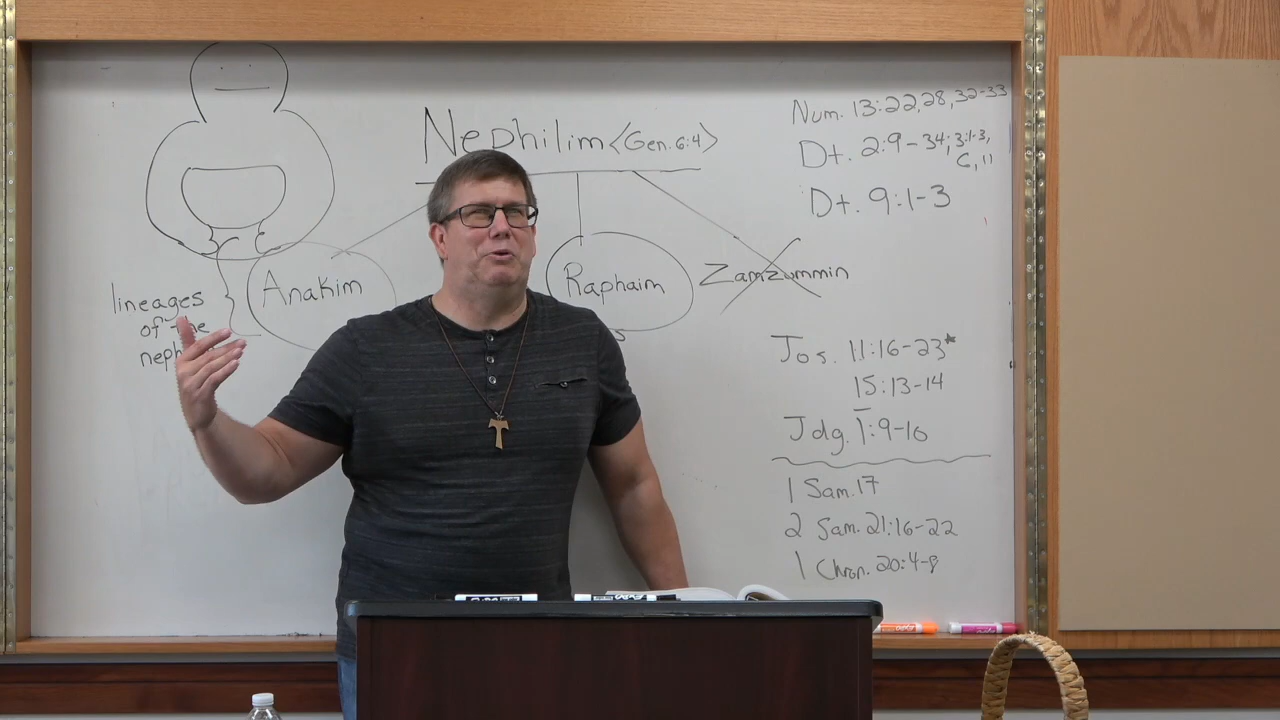 Nephilim <Gen. 6:4>
Anakim
Raphaim
Zamzummin
lineages
of the
neph
Num. 13:22,28,32-33
Dt. 2:9-34; 3:1-3,
6,11
Dt. 9:1-3
Jos. 11:16-23*
15:13-14
Jdg. 1:9-10
1 Sam. 17
2 Sam. 21:16-22
1 Chron. 20:4-8